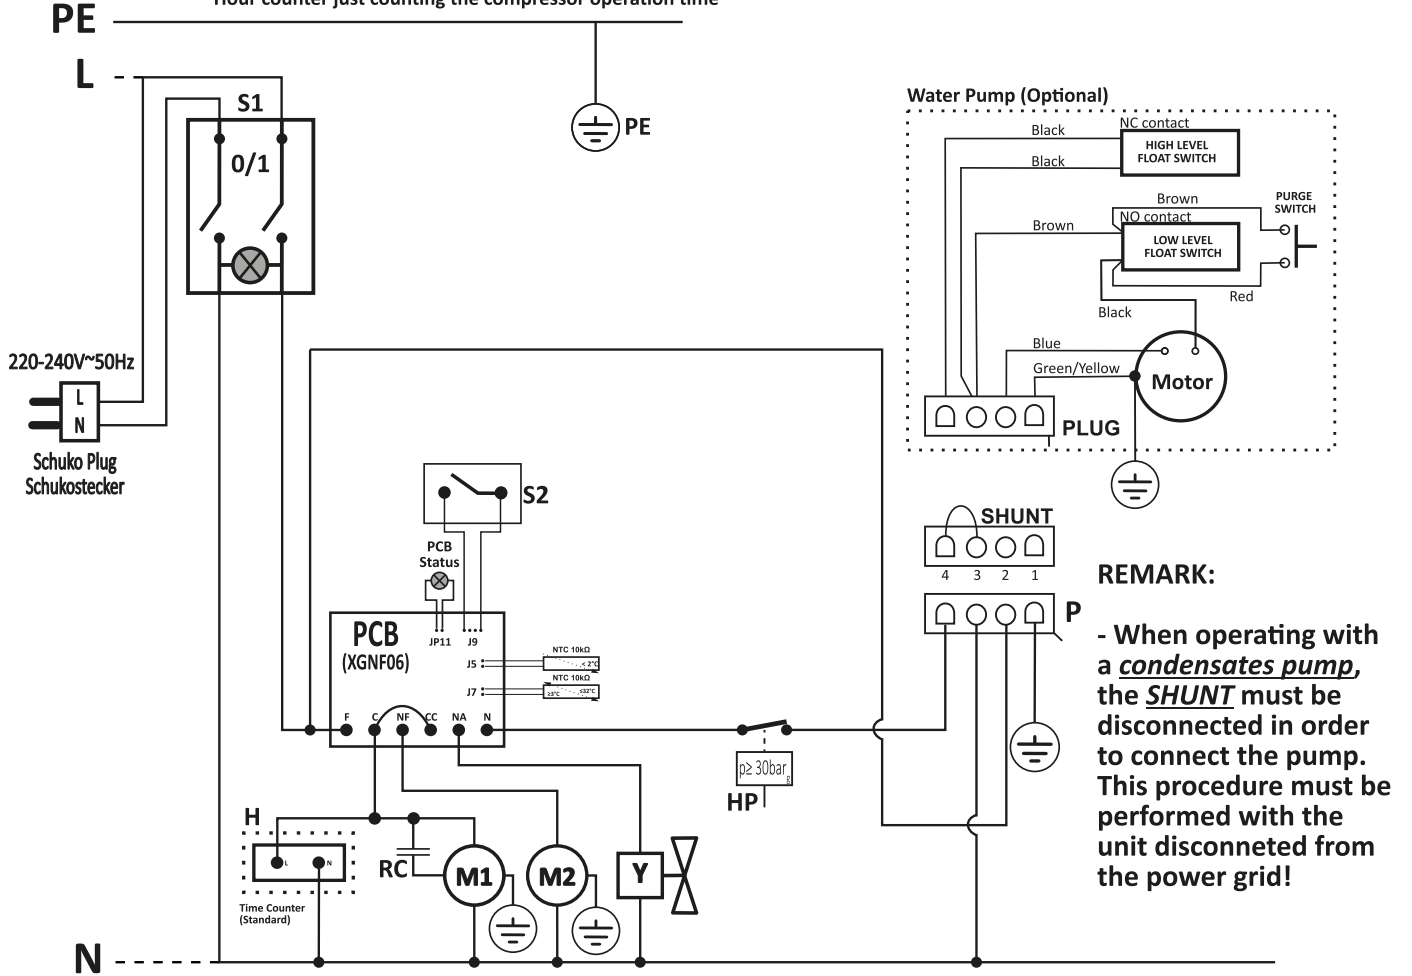 Hour counter just counting the compressor operation time
PE
L
S1
0/1
PE
220-240V~50Hz
L
N
Schuko Plug
Schukostecker
Water Pump (Optional)
Black
NC contact
HIGH LEVEL
FLOAT SWITCH
Black
Brown
PURGE
SWITCH
NO contact
Brown
LOW LEVEL
FLOAT SWITCH
Red
Black
Blue
Green/Yellow
Motor
PLUG
S2
PCB
Status
SHUNT
4 3 2 1
P
PCB
(XGNF06)
JP11 J9
J5
NTC 10kΩ
< 2°C
J7
NTC 10kΩ
≥3°C ≤32°C
F C NF CC NA N
p≥ 30bar
HP
H
L N
Time Counter
(Standard)
RC
M1
M2
Y
N
REMARK:
- When operating with
a condensates pump,
the SHUNT must be
disconnected in order
to connect the pump.
This procedure must be
performed with the
unit disconneted from
the power grid!